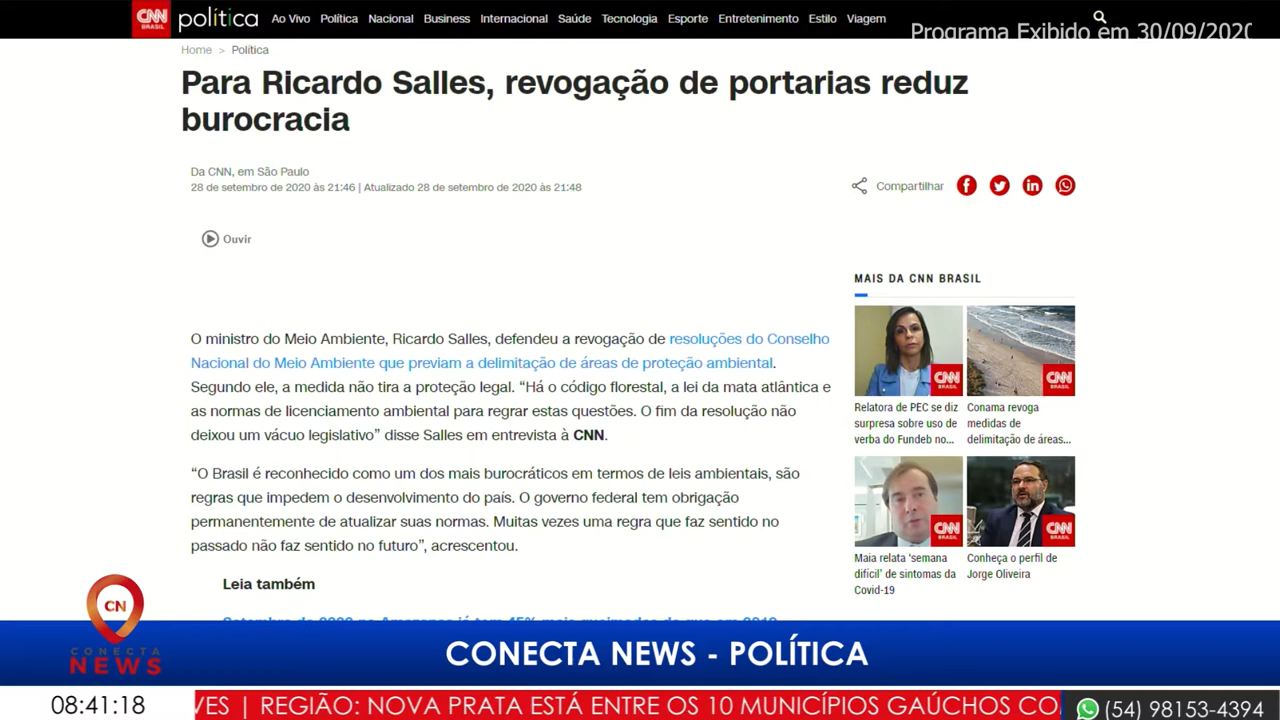 CNN BRASIL política Ao Vivo Política Nacional Business Internacional Saúde Tecnologia Esporte Entretenimento Estilo Viagem
Programa Exibido em 30/09/2020
Home > Política
Para Ricardo Salles, revogação de portarias reduz
burocracia
Da CNN, em São Paulo
28 de setembro de 2020 às 21:46 | Atualizado 28 de setembro de 2020 às 21:48
Compartilhar
Ouvir
O ministro do Meio Ambiente, Ricardo Salles, defendeu a revogação de resoluções do Conselho
Nacional do Meio Ambiente que previam a delimitação de áreas de proteção ambiental.
Segundo ele, a medida não tira a proteção legal. “Há o código florestal, a lei da mata atlântica e
as normas de licenciamento ambiental para regrar estas questões. O fim da resolução não
deixou um vácuo legislativo” disse Salles em entrevista à CNN.
“O Brasil é reconhecido como um dos mais burocráticos em termos de leis ambientais, são
regras que impedem o desenvolvimento do país. O governo federal tem obrigação
permanentemente de atualizar suas normas. Muitas vezes uma regra que faz sentido no
passado não faz sentido no futuro”, acrescentou.
Leia também
MAIS DA CNN BRASIL
CNN BRASIL
Relatora de PEC se diz
surpresa sobre uso de
verba do Fundeb no...
CNN BRASIL
Conama revoga
medidas de
delimitação de áreas...
CNN BRASIL
Maia relata ‘semana
difícil’ de sintomas da
Covid-19
CNN BRASIL
Conheça o perfil de
Jorge Oliveira
CN
CONECTA
NEWS
CONECTA NEWS - POLÍTICA
08:41:18
VES | REGIÃO: NOVA PRATA ESTÁ ENTRE OS 10 MUNICÍPIOS GAÚCHOS CO
(54) 98153-4394